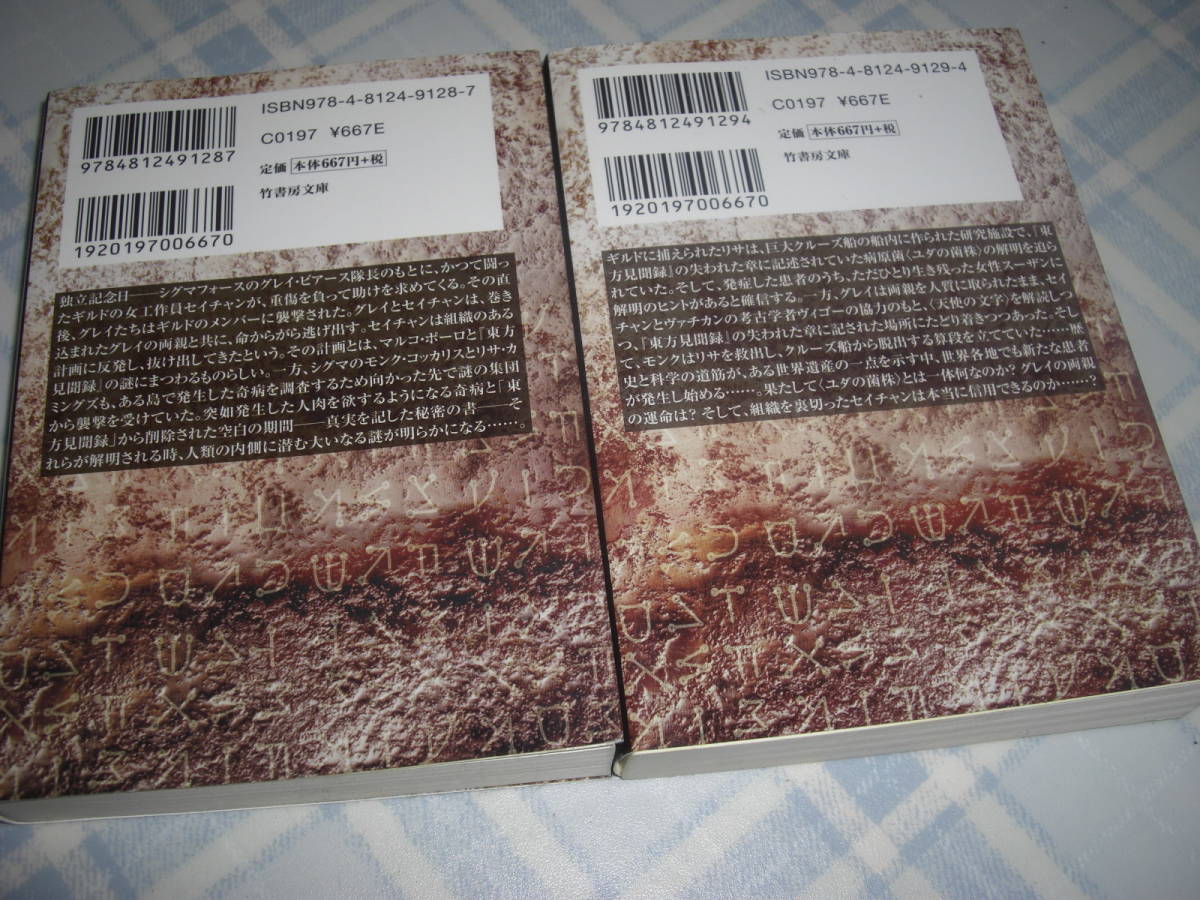 ISBN978-4-8124-9128-7
C0197 ¥667E
9784812491287
定価 本体667円+税
竹書房文庫
1920197006670
独立記念日——シグマフォースのグレイ・ピアース隊長のもとに、かつて闘っ
たギルドの女工作員セイチャンが、重傷を負って助けを求めてくる。その直
後、グレイたちはギルドのメンバーに襲撃された。グレイとセイチャンは、巻き
込まれたグレイの両親と共に、命からがら逃げ出す。セイチャンは組織のある
計画に反発し、抜け出してきたという。その計画とは、マルコ・ポーロと『東方
見聞録』の謎にまつわるものらしい。一方、シグマのモンク・コッカリスとリサ・カ
ミングズも、ある島で発生した奇病を調査するため向かった先で謎の集団
から襲撃を受けていた。突如発生した人肉を欲するようになる奇病と『東
方見聞録』から削除された空白の期間——真実を記した秘密の書——そ
れらが解明される時、人類の内側に潜む大いなる謎が明らかになる……。
ISBN978-4-8124-9129-4
C0197 ¥667E
9784812491294
定価 本体667円+税
竹書房文庫
1920197006670
ギルドに捕えられたリサは、巨大クルーズ船の船内に作られた研究施設で、『東
方見聞録』の失われた章に記述されていた病原菌〈ユダの菌株〉の解明を迫ら
れていた。そして、発症した患者のうち、ただひとり生き残った女性スーザンに
解明のヒントがあると確信する。一方、グレイは両親を人質に取られたまま、セイ
チャンとヴァチカンの考古学者ヴィゴーの協力のもと、〈天使の文字〉を解読しつ
つ、『東方見聞録』の失われた章に記された場所にたどり着きつつあった。そし
て、モンクはリサを救出し、クルーズ船から脱出する算段を立てていた……歴
史と科学の道筋が、ある世界遺産の一点を示す中、世界各地でも新たな患者
が発生し始める……。果たして〈ユダの菌株〉とは一体何なのか？ グレイの両親
の運命は？ そして、組織を裏切ったセイチャンは本当に信用できるのか……？